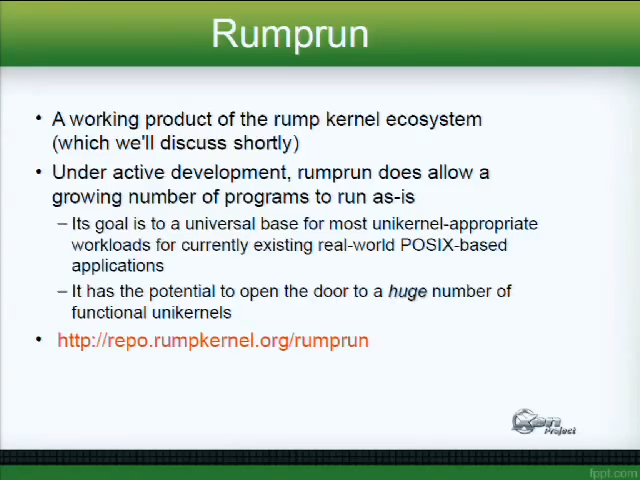 Rumprun
• A working product of the rump kernel ecosystem
(which we'll discuss shortly)
• Under active development, rumprun does allow a
growing number of programs to run as-is
– Its goal is to a universal base for most unikernel-appropriate
workloads for currently existing real-world POSIX-based
applications
– It has the potential to open the door to a huge number of
functional unikernels
• http://repo.rumpkernel.org/rumprun
Xen
Project
fppt.com